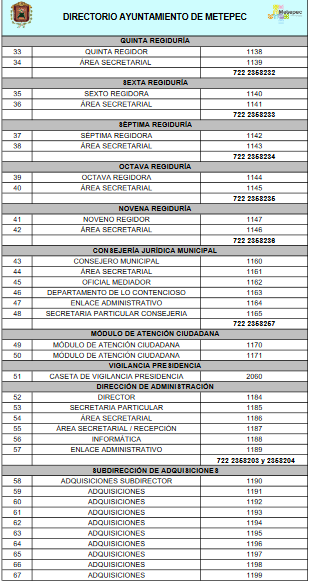 DIRECTORIO AYUNTAMIENTO DE METEPEC
Metepec
QUINTA REGIDURÍA
33 QUINTA REGIDOR 1138
34 ÁREA SECRETARIAL 1139
722 2358232
SEXTA REGIDURÍA
35 SEXTO REGIDORA 1140
36 ÁREA SECRETARIAL 1141
722 2358233
SÉPTIMA REGIDURÍA
37 SÉPTIMA REGIDORA 1142
38 ÁREA SECRETARIAL 1143
722 2358234
OCTAVA REGIDURÍA
39 OCTAVA REGIDORA 1144
40 ÁREA SECRETARIAL 1145
722 2358235
NOVENA REGIDURÍA
41 NOVENO REGIDOR 1147
42 ÁREA SECRETARIAL 1146
722 2358236
CONSEJERÍA JURÍDICA MUNICIPAL
43 CONSEJERO MUNICIPAL 1160
44 ÁREA SECRETARIAL 1161
45 OFICIAL MEDIADOR 1162
46 DEPARTAMENTO DE LO CONTENCIOSO 1163
47 ENLACE ADMINISTRATIVO 1164
48 SECRETARIA PARTICULAR CONSEJERIA 1165
722 2358257
MÓDULO DE ATENCIÓN CIUDADANA
49 MÓDULO DE ATENCIÓN CIUDADANA 1170
50 MÓDULO DE ATENCIÓN CIUDADANA 1171
VIGILANCIA PRESIDENCIA
51 CASETA DE VIGILANCIA PRESIDENCIA 2060
DIRECCIÓN DE ADMINISTRACIÓN
52 DIRECTOR 1184
53 SECRETARIA PARTICULAR 1185
54 ÁREA SECRETARIAL 1186
55 ÁREA SECRETARIAL / RECEPCIÓN 1187
56 INFORMÁTICA 1188
57 ENLACE ADMINISTRATIVO 1189
722 2358203 y 2358204
SUBDIRECCIÓN DE ADQUISICIONES
58 ADQUISICIONES SUBDIRECTOR 1190
59 ADQUISICIONES 1191
60 ADQUISICIONES 1192
61 ADQUISICIONES 1193
62 ADQUISICIONES 1194
63 ADQUISICIONES 1195
64 ADQUISICIONES 1196
65 ADQUISICIONES 1197
66 ADQUISICIONES 1198
67 ADQUISICIONES 1199